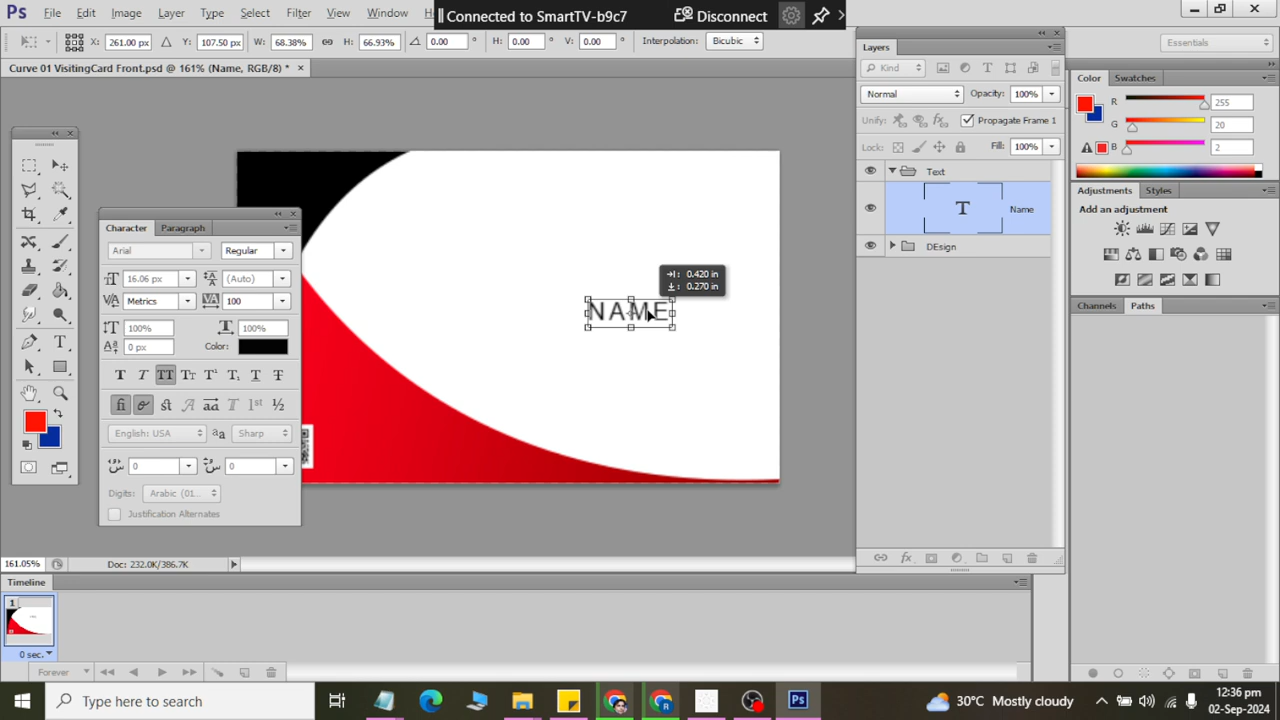 Ps File Edit Image Layer Type Select Filter View Window H
Connected to SmartTV-b9c7 Disconnect
X: 261.00 px Y: 107.50 px W: 68.38% H: 66.93% 0.00 ° H: 0.00 ° V: 0.00 ° Interpolation: Bicubic
Essentials
Curve 01 VisitingCard Front.psd @ 161% (Name, RGB/8) * ×
Layers
Kind
Normal Opacity: 100%
Unify: Propagate Frame 1
Lock: Fill: 100%
Text
T Name
DEsign
Color Swatches
R 255
G 20
B 2
Adjustments Styles
Add an adjustment
Channels Paths
Character Paragraph
Arial Regular
16.06 px (Auto)
Metrics 100
100% 100%
0 px Color:
English: USA aa Sharp
0 0
Digits: Arabic (01...
Justification Alternates
0.420 in
0.270 in
NAME
161.05% Doc: 232.0K/386.7K
Timeline
1
0 sec.
Forever
Type here to search
30°C Mostly cloudy
12:36 pm
02-Sep-2024